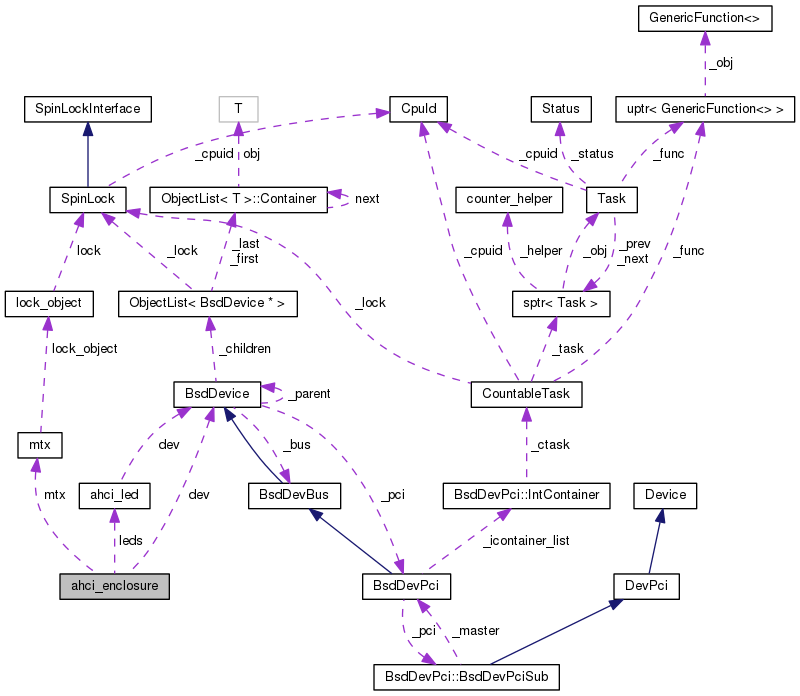 GenericFunction<>
_obj
SpinLockInterface
T
CpuId
Status
uptr< GenericFunction<> >
_cpuid
obj
_cpuid
_status
_func
SpinLock
ObjectList< T >::Container
next
counter_helper
Task
lock
_lock
_last
_first
_cpuid
_helper
_obj
_prev
_next
_func
lock_object
ObjectList< BsdDevice * >
_lock
sptr< Task >
lock_object
_children
_task
BsdDevice
_parent
CountableTask
mtx
dev
_bus
_ctask
mtx
ahci_led
dev
BsdDevBus
_pci
BsdDevPci::IntContainer
Device
leds
_icontainer_list
ahci_enclosure
BsdDevPci
DevPci
_pci
_master
BsdDevPci::BsdDevPciSub